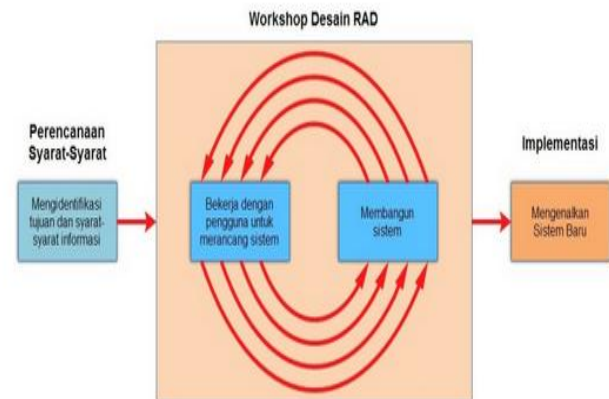 Workshop Desain RAD
Perencanaan
Syarat-Syarat
Mengidentifikasi
tujuan dan syarat-
syarat informasi
Bekerja dengan
pengguna untuk
merancang sistem
Membangun
sistem
Implementasi
Mengenalkan
Sistem Baru